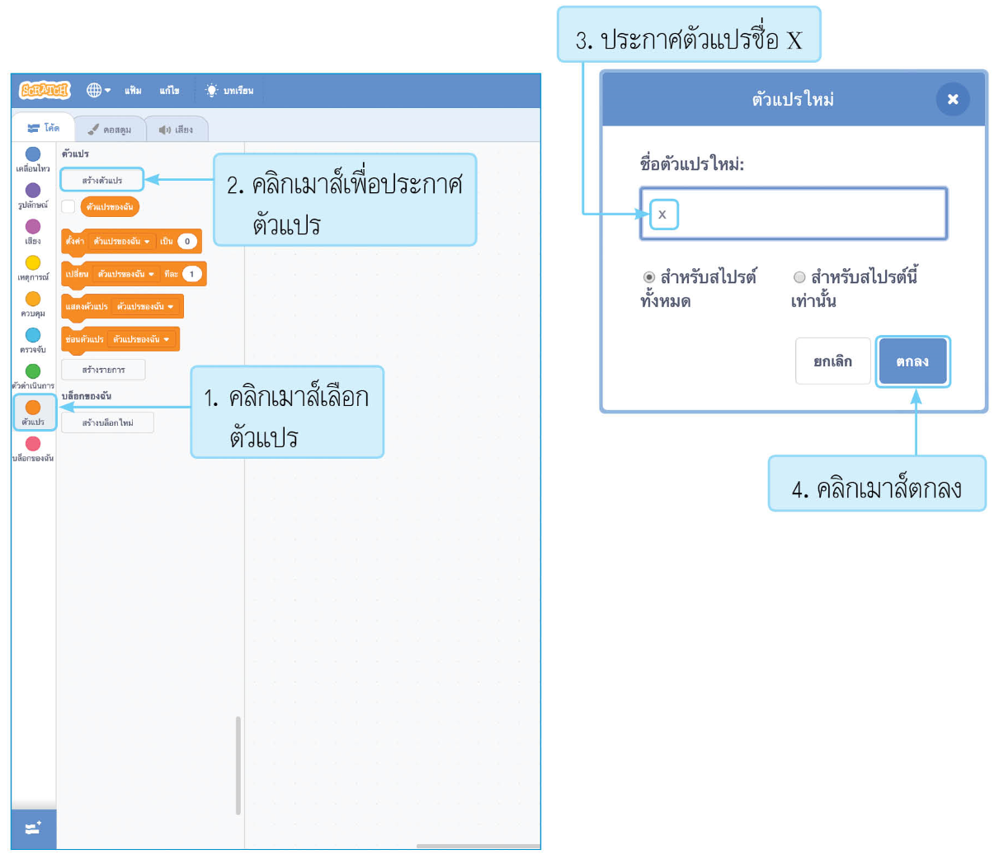 3. ประกาศตัวแปรชื่อ X
SCRATCH แฟ้ม แก้ไข บทเรียน
โค้ด คอสตูม เสียง
เคลื่อนไหว
รูปลักษณ์
เสียง
เหตุการณ์
ควบคุม
ตรวจจับ
ตัวดำเนินการ
ตัวแปร
บล็อกของฉัน
ตัวแปร
สร้างตัวแปร
ตัวแปรของฉัน
ตั้งค่า ตัวแปรของฉัน เป็น 0
เปลี่ยน ตัวแปรของฉัน ทีละ 1
แสดงตัวแปร ตัวแปรของฉัน
ซ่อนตัวแปร ตัวแปรของฉัน
สร้างรายการ
บล็อกของฉัน
สร้างบล็อกใหม่
2. คลิกเมาส์เพื่อประกาศ
ตัวแปร
1. คลิกเมาส์เลือก
ตัวแปร
ตัวแปรใหม่
ชื่อตัวแปรใหม่:
X
สำหรับสไปรต์
ทั้งหมด
สำหรับสไปรต์นี้
เท่านั้น
ยกเลิก ตกลง
4. คลิกเมาส์ตกลง